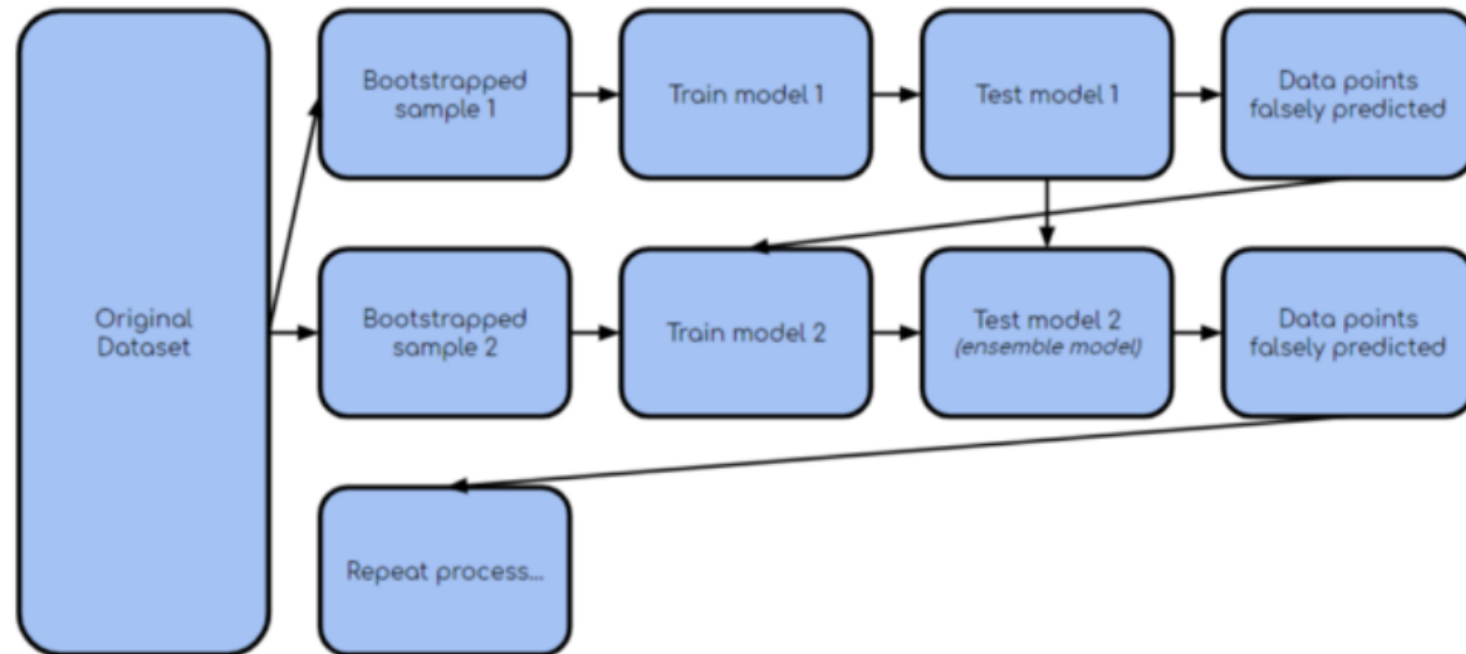 Bootstrapped
sample 1
Train model 1
Test model 1
Data points
falsely predicted
Original
Dataset
Bootstrapped
sample 2
Train model 2
Test model 2
(ensemble model)
Data points
falsely predicted
Repeat process...